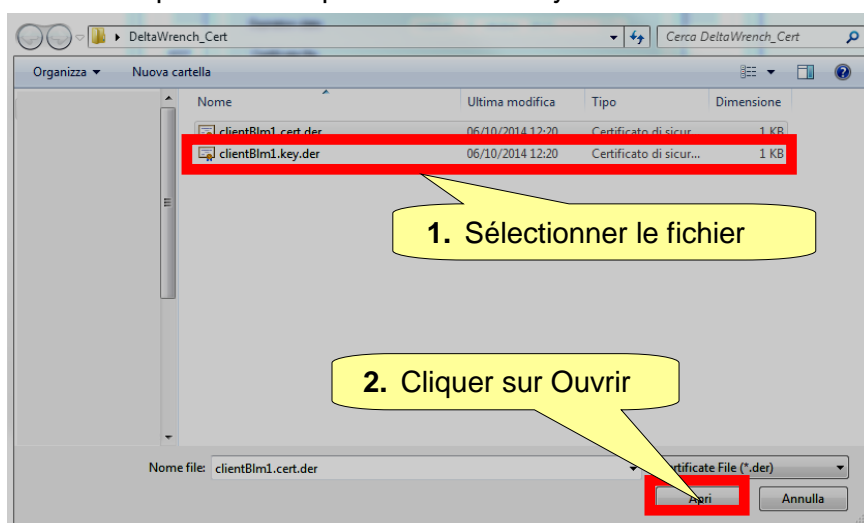 DeltaWrench_Cert
Cerca DeltaWrench_Cert
Organizza
Nuova cartella
Nome Ultima modifica Tipo Dimensione
clientBlm1.cert.der 06/10/2014 12:20 Certificato di sicur... 1 KB
clientBlm1.key.der 06/10/2014 12:20 Certificato di sicur... 1 KB
1. Sélectionner le fichier
2. Cliquer sur Ouvrir
Nome file: clientBlm1.cert.der Certificate File (*.der)
Apri Annulla